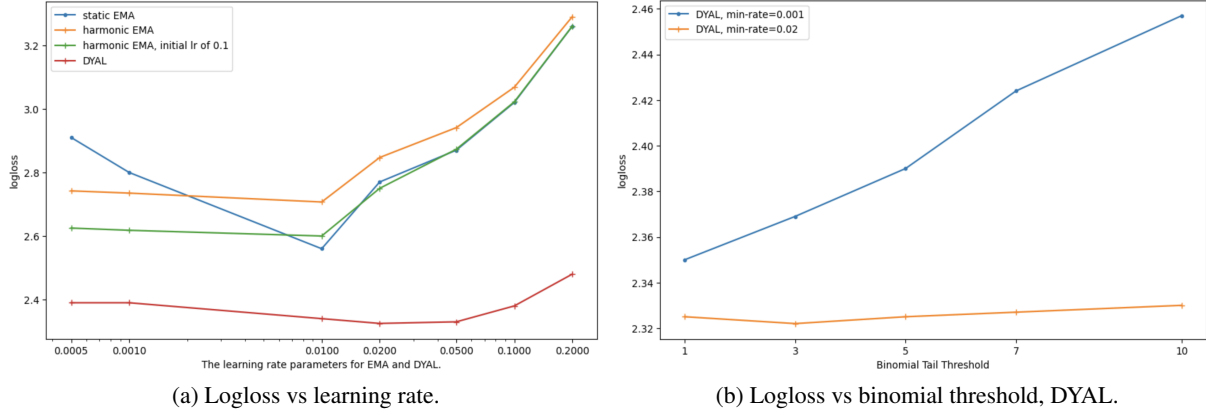 static EMA
harmonic EMA
harmonic EMA, initial lr of 0.1
DYAL
3.2
3.0
2.8
2.6
2.4
logloss
0.0005 0.0010 0.0100 0.0200 0.0500 0.1000 0.2000
The learning rate parameters for EMA and DYAL.
(a) Logloss vs learning rate.
DYAL, min-rate=0.001
DYAL, min-rate=0.02
2.46
2.44
2.42
2.40
2.38
2.36
2.34
2.32
logloss
1 3 5 7 10
Binomial Tail Threshold
(b) Logloss vs binomial threshold, DYAL.